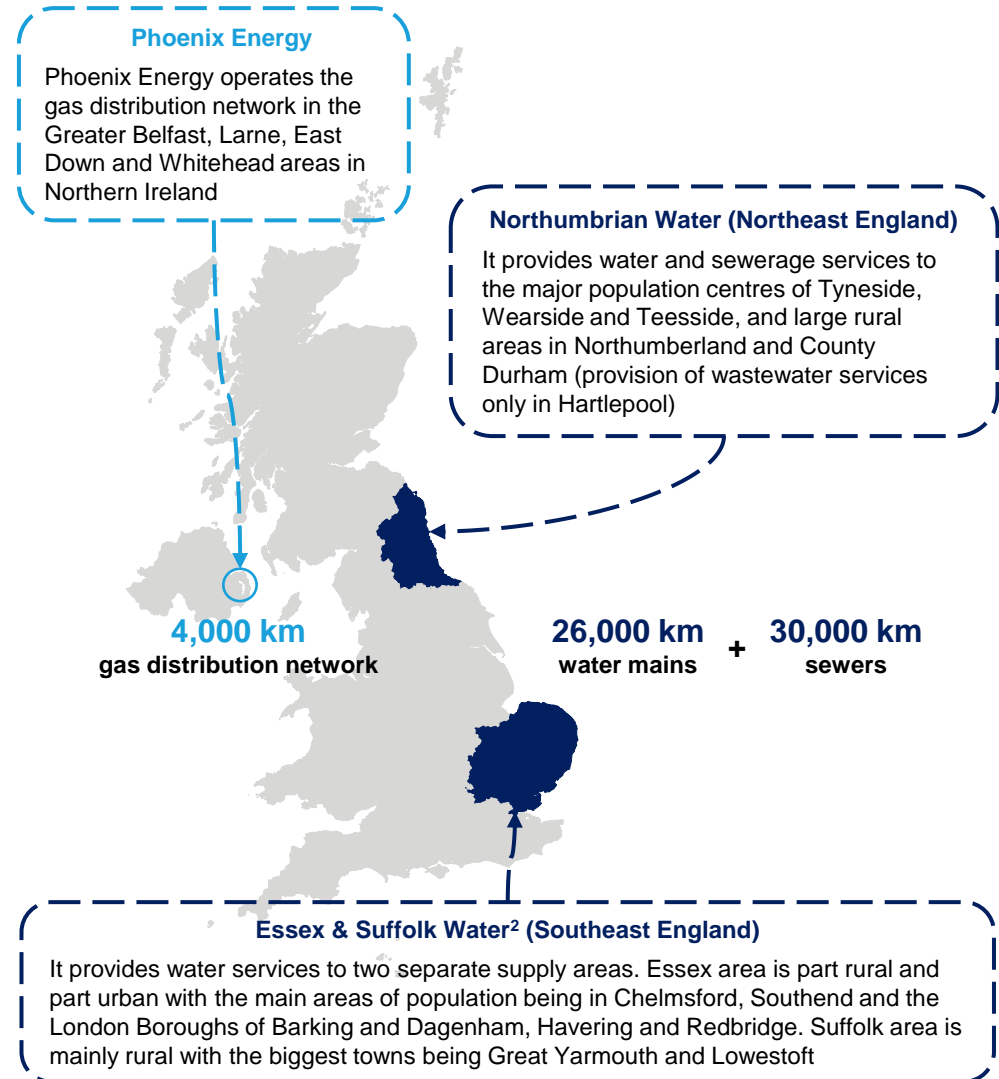 Phoenix Energy
Phoenix Energy operates the
gas distribution network in the
Greater Belfast, Larne, East
Down and Whitehead areas in
Northern Ireland
Northumbrian Water (Northeast England)
It provides water and sewerage services to
the major population centres of Tyneside,
Wearside and Teesside, and large rural
areas in Northumberland and County
Durham (provision of wastewater services
only in Hartlepool)
4,000 km
gas distribution network
26,000 km
water mains
+
30,000 km
sewers
Essex & Suffolk Water² (Southeast England)
It provides water services to two separate supply areas. Essex area is part rural and
part urban with the main areas of population being in Chelmsford, Southend and the
London Boroughs of Barking and Dagenham, Havering and Redbridge. Suffolk area is
mainly rural with the biggest towns being Great Yarmouth and Lowestoft